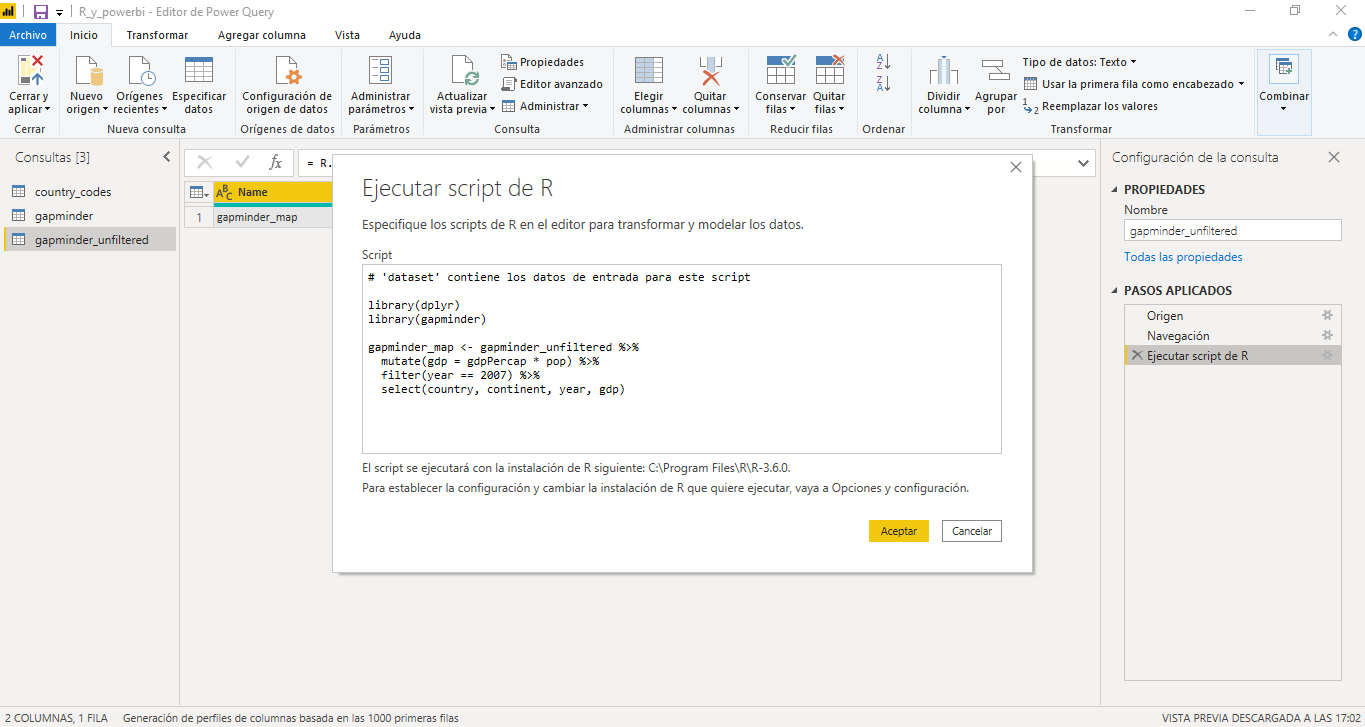 R_y_powerbi - Editor de Power Query
Archivo Inicio Transformar Agregar columna Vista Ayuda
Cerrar y aplicar
Nuevo origen
Orígenes recientes
Especificar datos
Configuración de origen de datos
Administrar parámetros
Actualizar vista previa
Propiedades
Editor avanzado
Administrar
Elegir columnas
Quitar columnas
Conservar filas
Quitar filas
Dividir columna
Agrupar por
Tipo de datos: Texto
Usar la primera fila como encabezado
Reemplazar los valores
Combinar
Cerrar
Nueva consulta
Orígenes de datos
Parámetros
Consulta
Administrar columnas
Reducir filas
Ordenar
Transformar
Consultas [3]
country_codes
gapminder
gapminder_unfiltered
fx
= R.
ABC Name
1 gapminder_map
Ejecutar script de R
Especifique los scripts de R en el editor para transformar y modelar los datos.
Script
# 'dataset' contiene los datos de entrada para este script
library(dplyr)
library(gapminder)
gapminder_map <- gapminder_unfiltered %>%
mutate(gdp = gdpPercap * pop) %>%
filter(year == 2007) %>%
select(country, continent, year, gdp)
El script se ejecutará con la instalación de R siguiente: C:\Program Files\R\R-3.6.0.
Para establecer la configuración y cambiar la instalación de R que quiere ejecutar, vaya a Opciones y configuración.
Aceptar
Cancelar
Configuración de la consulta
PROPIEDADES
Nombre
gapminder_unfiltered
Todas las propiedades
PASOS APLICADOS
Origen
Navegación
Ejecutar script de R
2 COLUMNAS, 1 FILA Generación de perfiles de columnas basada en las 1000 primeras filas
VISTA PREVIA DESCARGADA A LAS 17:02